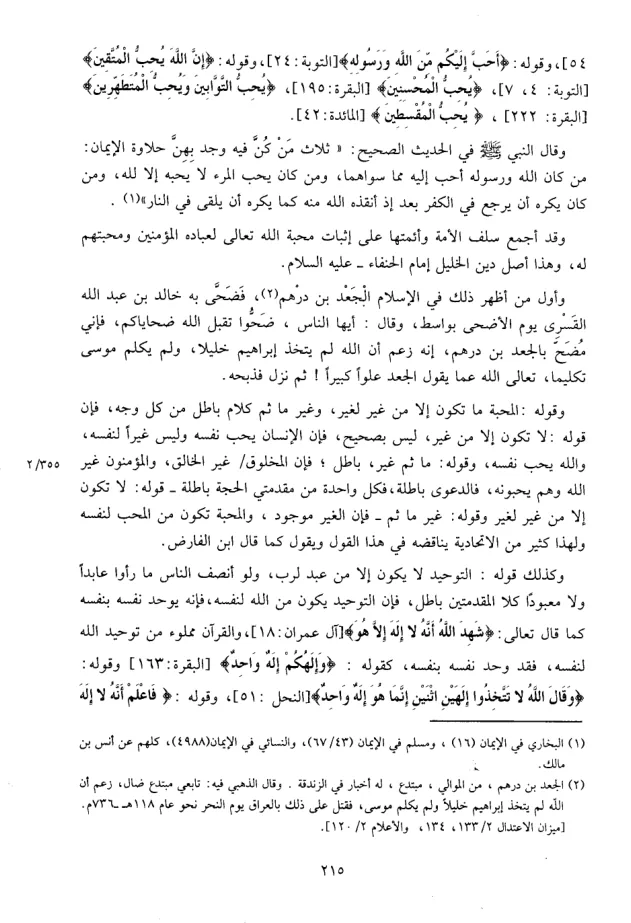 ٥٤]، وقوله: ﴿أَحَبَّ إِلَيْكُم مِّنَ اللَّهِ وَرَسُولِهِ﴾[التوبة:٢٤]، وقوله: ﴿إِنَّ اللَّهَ يُحِبُّ الْمُتَّقِينَ﴾
[التوبة: ٤، ٧]، ﴿يُحِبُّ الْمُحْسِنِينَ﴾ [البقرة:١٩٥]، ﴿يُحِبُّ التَّوَّابِينَ وَيُحِبُّ الْمُتَطَهِّرِينَ﴾
[البقرة: ٢٢٢] ، ﴿ يُحِبُّ الْمُقْسِطِينَ ﴾ [المائدة:٤٢].
وقال النبي ﷺ في الحديث الصحيح: « ثلاث مَنْ كُنَّ فيه وجد بِهِنَّ حلاوة الإيمان:
من كان الله ورسوله أحب إليه مما سواهما، ومن كان يحب المرء لا يحبه إلا لله، ومن
كان يكره أن يرجع في الكفر بعد إذ أنقذه الله منه كما يكره أن يلقى في النار»(١) .
وقد أجمع سلف الأمة وأئمتها على إثبات محبة الله تعالى لعباده المؤمنين ومحبتهم
له، وهذا أصل دين الخليل إمام الحنفاء ـ عليه السلام.
وأول من أظهر ذلك في الإسلام الْجَعْد بن دِرْهم(٢)، فَضَحَّى به خالد بن عبد الله
القَسْرِى يوم الأضحى بواسط، وقال : أيها الناس ، ضَحُّوا تقبل الله ضحاياكم، فإني
مُضَحٍّ بالجعد بن درهم، إنه زعم أن الله لم يتخذ إبراهيم خليلا، ولم يكلم موسى
تكليما، تعالى الله عما يقول الجعد علواً كبيراً ! ثم نزل فذبحه.
وقوله :المحبة ما تكون إلا من غير لغير، وغير ما ثم كلام باطل من كل وجه، فإن
قوله :لا تكون إلا من غير، ليس بصحيح، فإن الإنسان يحب نفسه وليس غيراً لنفسه،
والله يحب نفسه، وقوله: ما ثم غير، باطل ؛ فإن المخلوق/ غير الخالق، والمؤمنون غير
٢/٣٥٥
الله وهم يحبونه، فالدعوى باطلة،فكل واحدة من مقدمتي الحجة باطلة ـ قوله: لا تكون
إلا من غير لغير وقوله: غير ما ثم ـ فإن الغير موجود ، والمحبة تكون من المحب لنفسه
ولهذا كثير من الاتحادية يناقضه في هذا القول ويقول كما قال ابن الفارض.
وكذلك قوله : التوحيد لا يكون إلا من عبد لرب، ولو أنصف الناس ما رأوا عابداً
ولا معبودًا كلا المقدمتين باطل، فإن التوحيد يكون من الله لنفسه،فإنه يوحد نفسه بنفسه
كما قال تعالى: ﴿شَهِدَ اللَّهُ أَنَّهُ لا إِلَهَ إِلاَّ هُوَ﴾[آل عمران:١٨]،والقرآن مملوء من توحيد الله
لنفسه، فقد وحد نفسه بنفسه، كقوله : ﴿وَإِلَهُكُمْ إِلَهٌ وَاحِدٌ﴾ [البقرة:١٦٣] وقوله:
﴿وَقَالَ اللَّهُ لا تَتَّخِذُوا إِلَهَيْنِ اثْنَيْنِ إِنَّمَا هُوَ إِلَهٌ وَاحِدٌ﴾[النحل :٥١]، وقوله :﴿ فَاعْلَمْ أَنَّهُ لا إِلَهَ
(١) البخاري في الإيمان (١٦) ، ومسلم في الإيمان (٦٧/٤٣)، والنسائي في الإيمان(٤٩٨٨)، كلهم عن أنس بن
مالك.
(٢) الجعد بن درهم ، من الموالي ، مبتدع ، له أخبار في الزندقة . وقال الذهبي فيه: تابعي مبتدع ضال، زعم أن
الله لم يتخذ إبراهيم خليلاً ولم يكلم موسى، فقتل على ذلك بالعراق يوم النحر نحو عام ١١٨هـ ـ٧٣٦م.
[ميزان الاعتدال ٢/ ١٣٣، ١٣٤، والأعلام ٢/ ١٢٠].
٢١٥